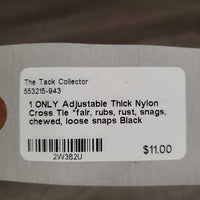 The Tack Collector
553215-943
1 ONLY Adjustable Thick Nylon
Cross Tie *fair, rubs, rust, snags,
chewed, loose snaps Black
2W3B2U
$11.00